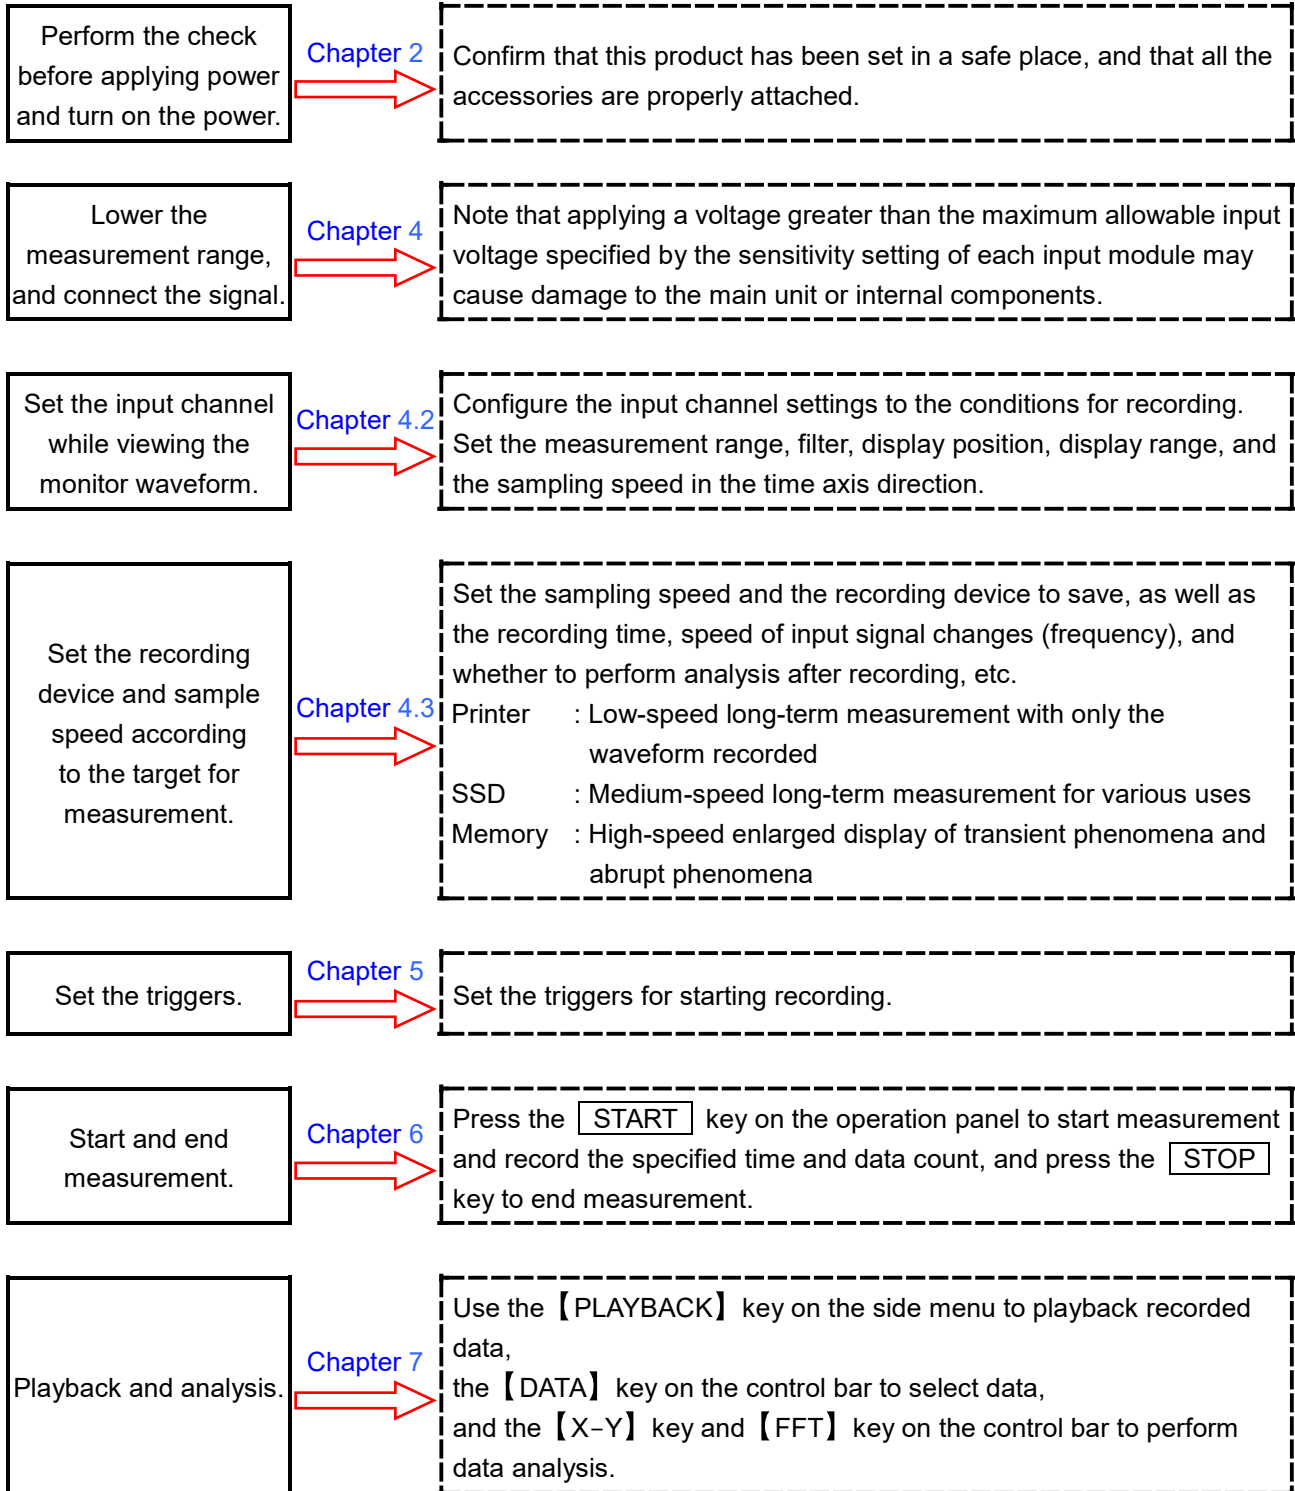 Perform the check
before applying power
and turn on the power.
Chapter 2
Confirm that this product has been set in a safe place, and that all the
accessories are properly attached.
Lower the
measurement range,
and connect the signal.
Chapter 4
Note that applying a voltage greater than the maximum allowable input
voltage specified by the sensitivity setting of each input module may
cause damage to the main unit or internal components.
Set the input channel
while viewing the
monitor waveform.
Chapter 4.2
Configure the input channel settings to the conditions for recording.
Set the measurement range, filter, display position, display range, and
the sampling speed in the time axis direction.
Set the recording
device and sample
speed according
to the target for
measurement.
Chapter 4.3
Set the sampling speed and the recording device to save, as well as
the recording time, speed of input signal changes (frequency), and
whether to perform analysis after recording, etc.
Printer : Low-speed long-term measurement with only the
waveform recorded
SSD : Medium-speed long-term measurement for various uses
Memory : High-speed enlarged display of transient phenomena and
abrupt phenomena
Set the triggers.
Chapter 5
Set the triggers for starting recording.
Start and end
measurement.
Chapter 6
Press the START key on the operation panel to start measurement
and record the specified time and data count, and press the STOP
key to end measurement.
Playback and analysis.
Chapter 7
Use the【PLAYBACK】key on the side menu to playback recorded
data,
the【DATA】key on the control bar to select data,
and the【X−Y】key and【FFT】key on the control bar to perform
data analysis.